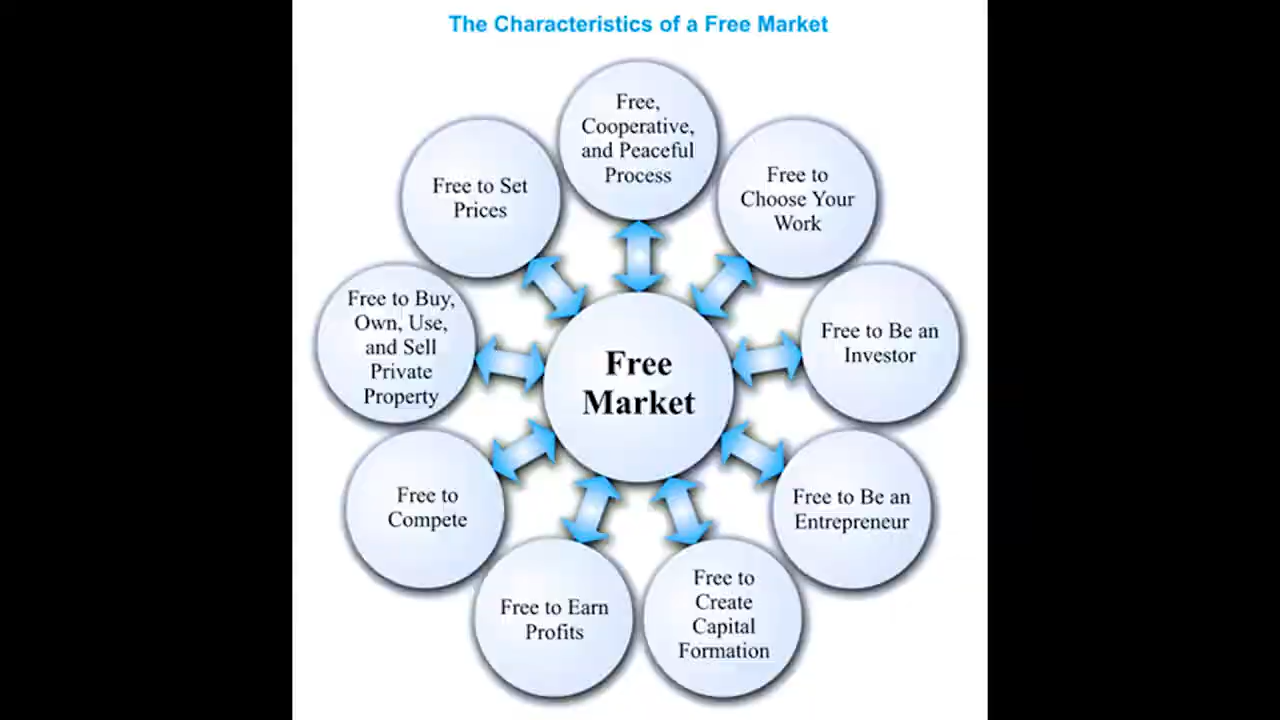 The Characteristics of a Free Market
Free,
Cooperative,
and Peaceful
Process
Free to
Choose Your
Work
Free to Be an
Investor
Free to Be an
Entrepreneur
Free to
Create
Capital
Formation
Free to Earn
Profits
Free to
Compete
Free to Buy,
Own, Use,
and Sell
Private
Property
Free to Set
Prices
Free
Market